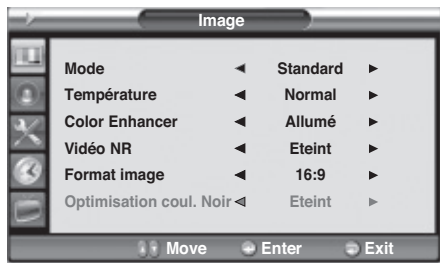 Image
Mode ◄ Standard ►
Température ◄ Normal ►
Color Enhancer ◄ Allumé ►
Vidéo NR ◄ Eteint ►
Format image ◄ 16:9 ►
Optimisation coul. Noir ◄ Eteint ►
Move Enter Exit